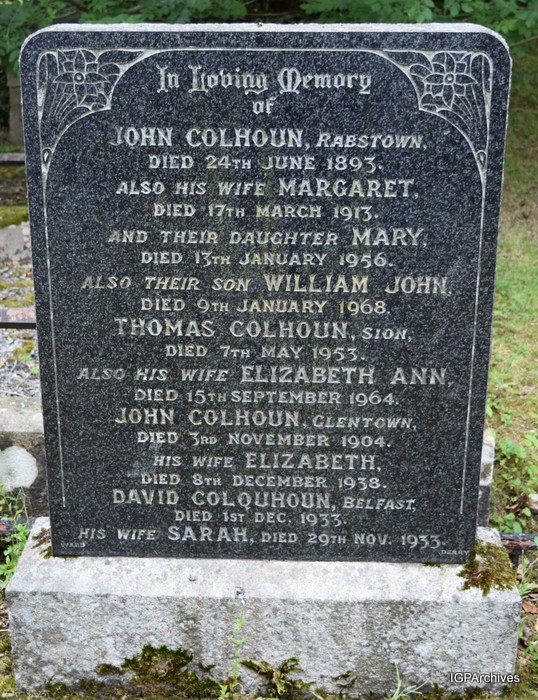 In Loving Memory
of
JOHN COLHOUN, RABSTOWN,
DIED 24TH JUNE 1893.
ALSO HIS WIFE MARGARET,
DIED 17TH MARCH 1913.
AND THEIR DAUGHTER MARY,
DIED 13TH JANUARY 1956.
ALSO THEIR SON WILLIAM JOHN,
DIED 9TH JANUARY 1968.
THOMAS COLHOUN, SION,
DIED 7TH MAY 1953.
ALSO HIS WIFE ELIZABETH ANN,
DIED 15TH SEPTEMBER 1964.
JOHN COLHOUN, GLENTOWN,
DIED 3RD NOVEMBER 1904.
HIS WIFE ELIZABETH,
DIED 8TH DECEMBER 1938.
DAVID COLQUHOUN, BELFAST,
DIED 1ST DEC. 1933.
HIS WIFE SARAH, DIED 29TH NOV. 1933.
DERRY
IGPArchives